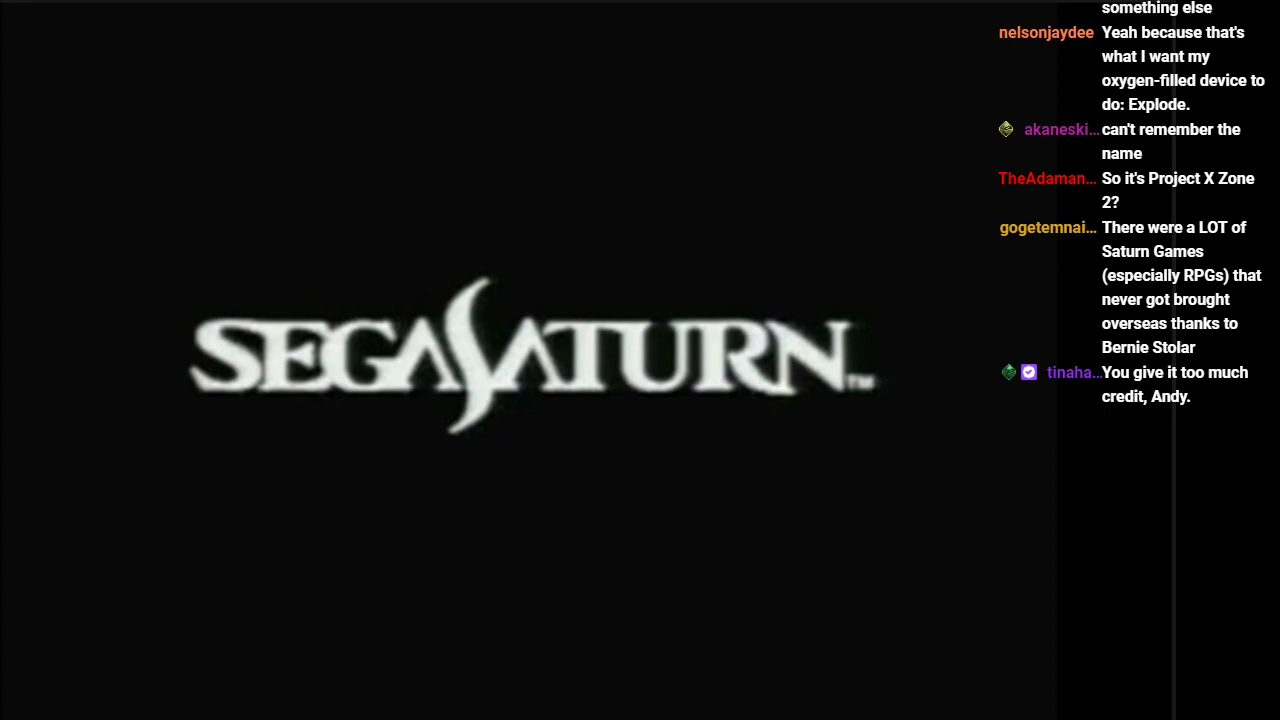 something else
nelsonjaydee Yeah because that's
what I want my
oxygen-filled device to
do: Explode.
akaneski... can't remember the
name
TheAdaman... So it's Project X Zone
2?
gogetemnai... There were a LOT of
Saturn Games
(especially RPGs) that
never got brought
overseas thanks to
Bernie Stolar
tinaha... You give it too much
credit, Andy.
SEGASATURN™